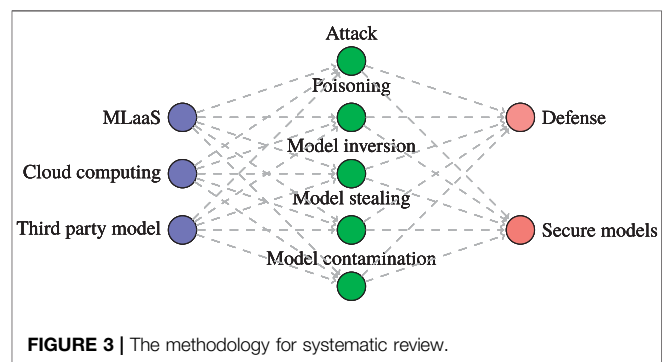 Attack
Poisoning
MLaaS
Defense
Model inversion
Cloud computing
Model stealing
Third party model
Secure models
Model contamination
FIGURE 3 | The methodology for systematic review.